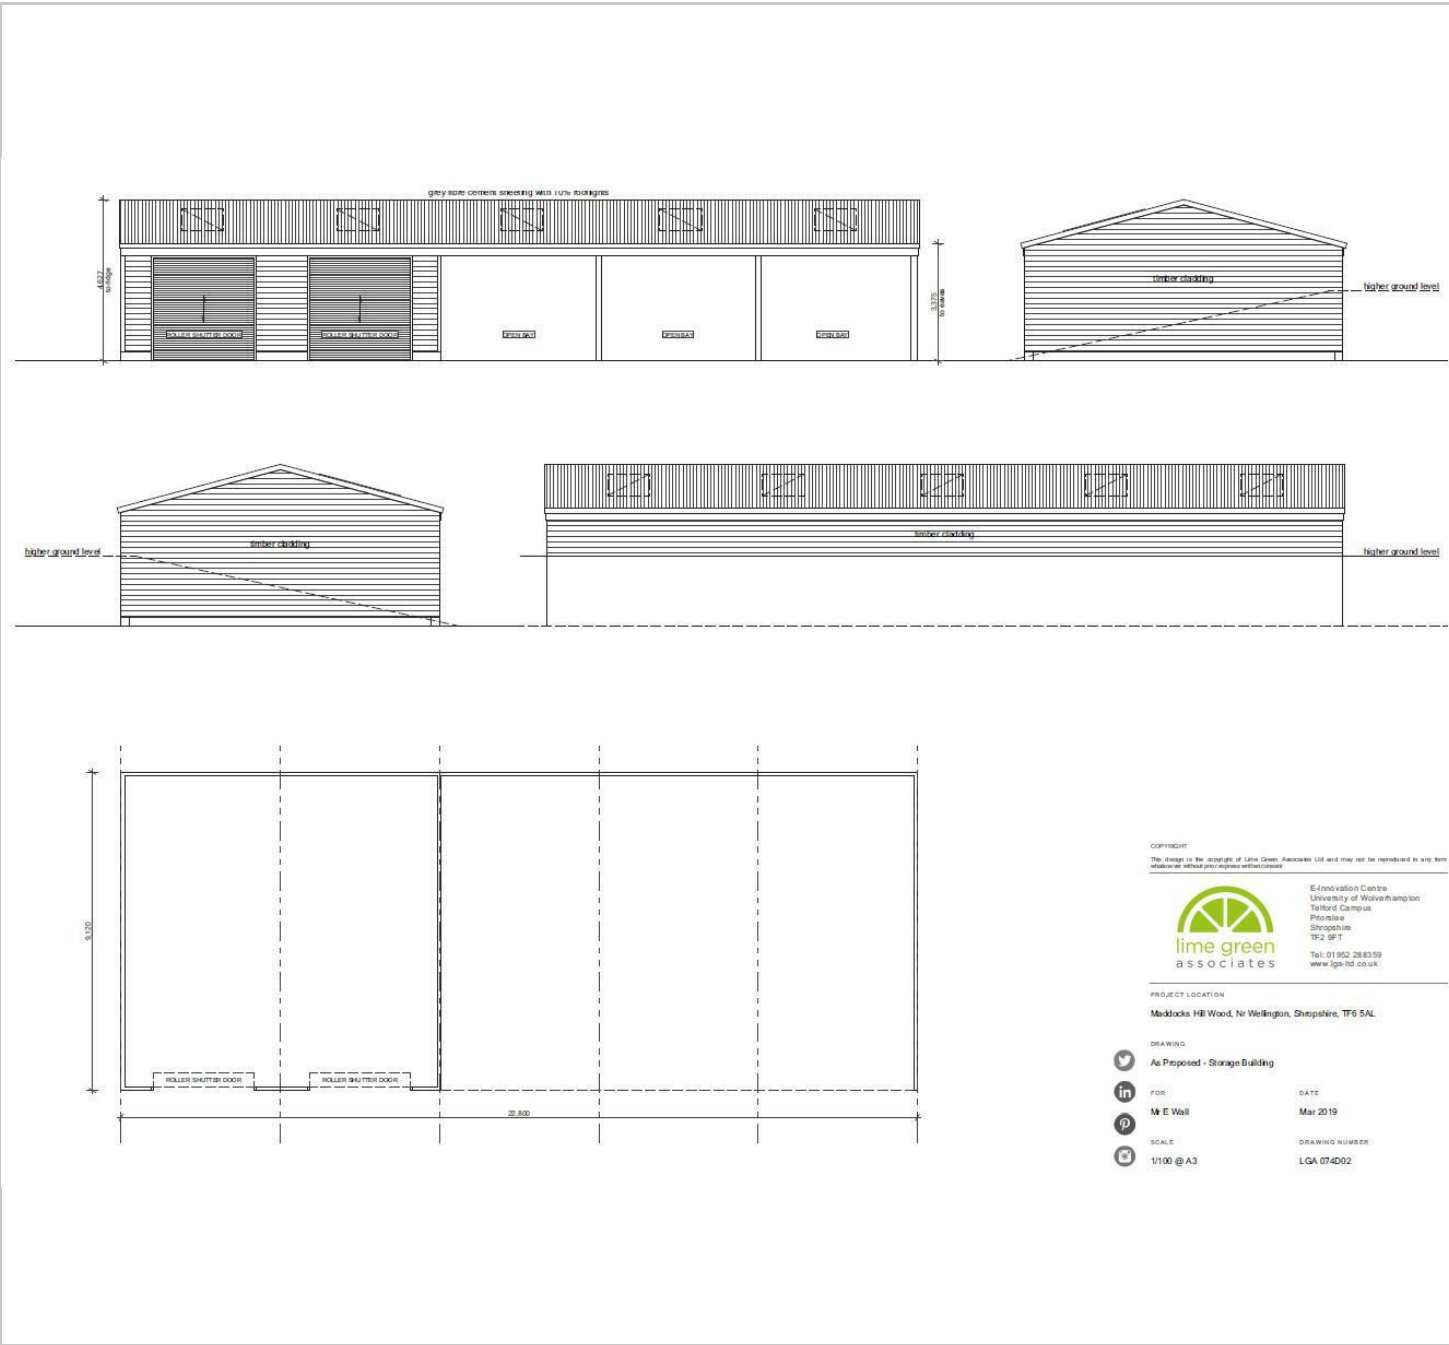 grey fibre cement sheeting with 10% rooflights
4,627
to ridge
ROLLER SHUTTER DOOR
ROLLER SHUTTER DOOR
OPEN BAY
OPEN BAY
OPEN BAY
3,375
to eaves
timber cladding
higher ground level
higher ground level
timber cladding
timber cladding
higher ground level
9,120
ROLLER SHUTTER DOOR
ROLLER SHUTTER DOOR
22,800
COPYRIGHT
This design is the copyright of Lime Green Associates Ltd and may not be reproduced in any form
whatsoever without prior express written consent
lime green
associates
E-Innovation Centre
University of Wolverhampton
Telford Campus
Priorslee
Shropshire
TF2 9FT
Tel: 01952 288359
www.lga-ltd.co.uk
PROJECT LOCATION
Maddocks Hill Wood, Nr Wellington, Shropshire, TF6 5AL
DRAWING
As Proposed - Storage Building
FOR
Mr E Wall
DATE
Mar 2019
SCALE
1/100 @ A3
DRAWING NUMBER
LGA 074D02